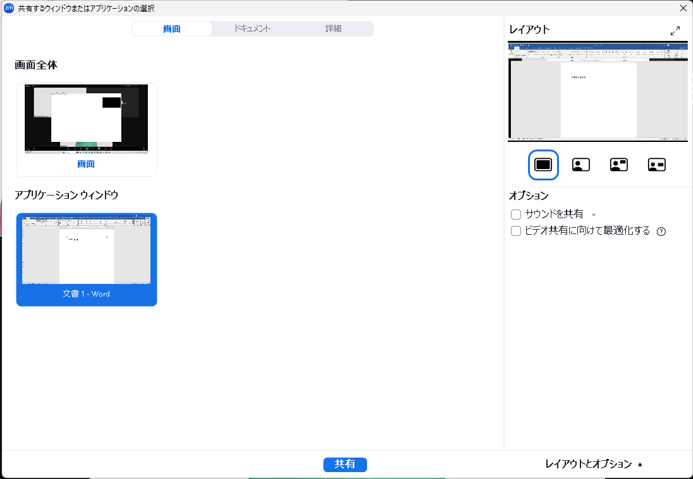 zm 共有するウィンドウまたはアプリケーションの選択
画面 ドキュメント 詳細
画面全体
画面
アプリケーション ウィンドウ
文書 1 - Word
レイアウト
オプション
サウンドを共有
ビデオ共有に向けて最適化する
共有
レイアウトとオプション